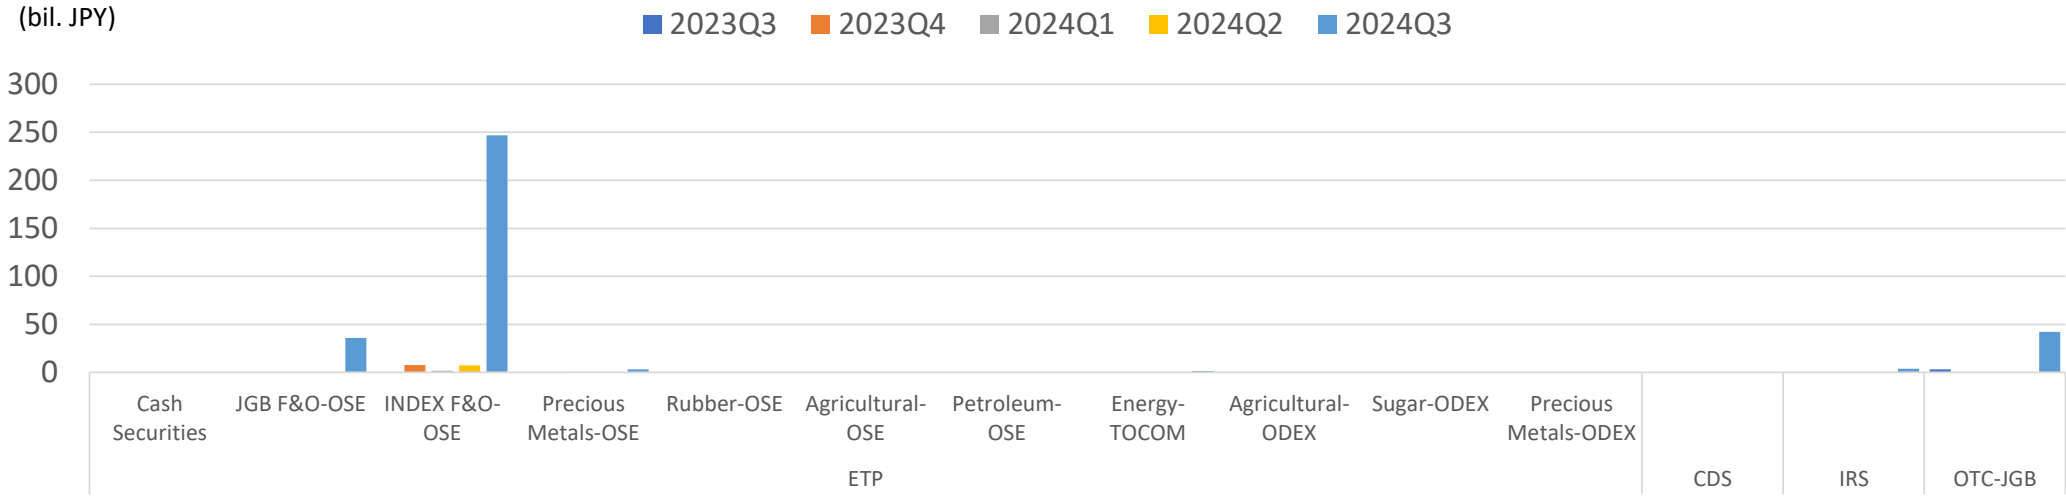 (bil. JPY)
2023Q3 2023Q4 2024Q1 2024Q2 2024Q3
300
250
200
150
100
50
0
Cash Securities
JGB F&O-OSE
INDEX F&O-OSE
Precious Metals-OSE
Rubber-OSE
Agricultural-OSE
Petroleum-OSE
Energy-TOCOM
Agricultural-ODEX
Sugar-ODEX
Precious Metals-ODEX
ETP CDS IRS OTC-JGB